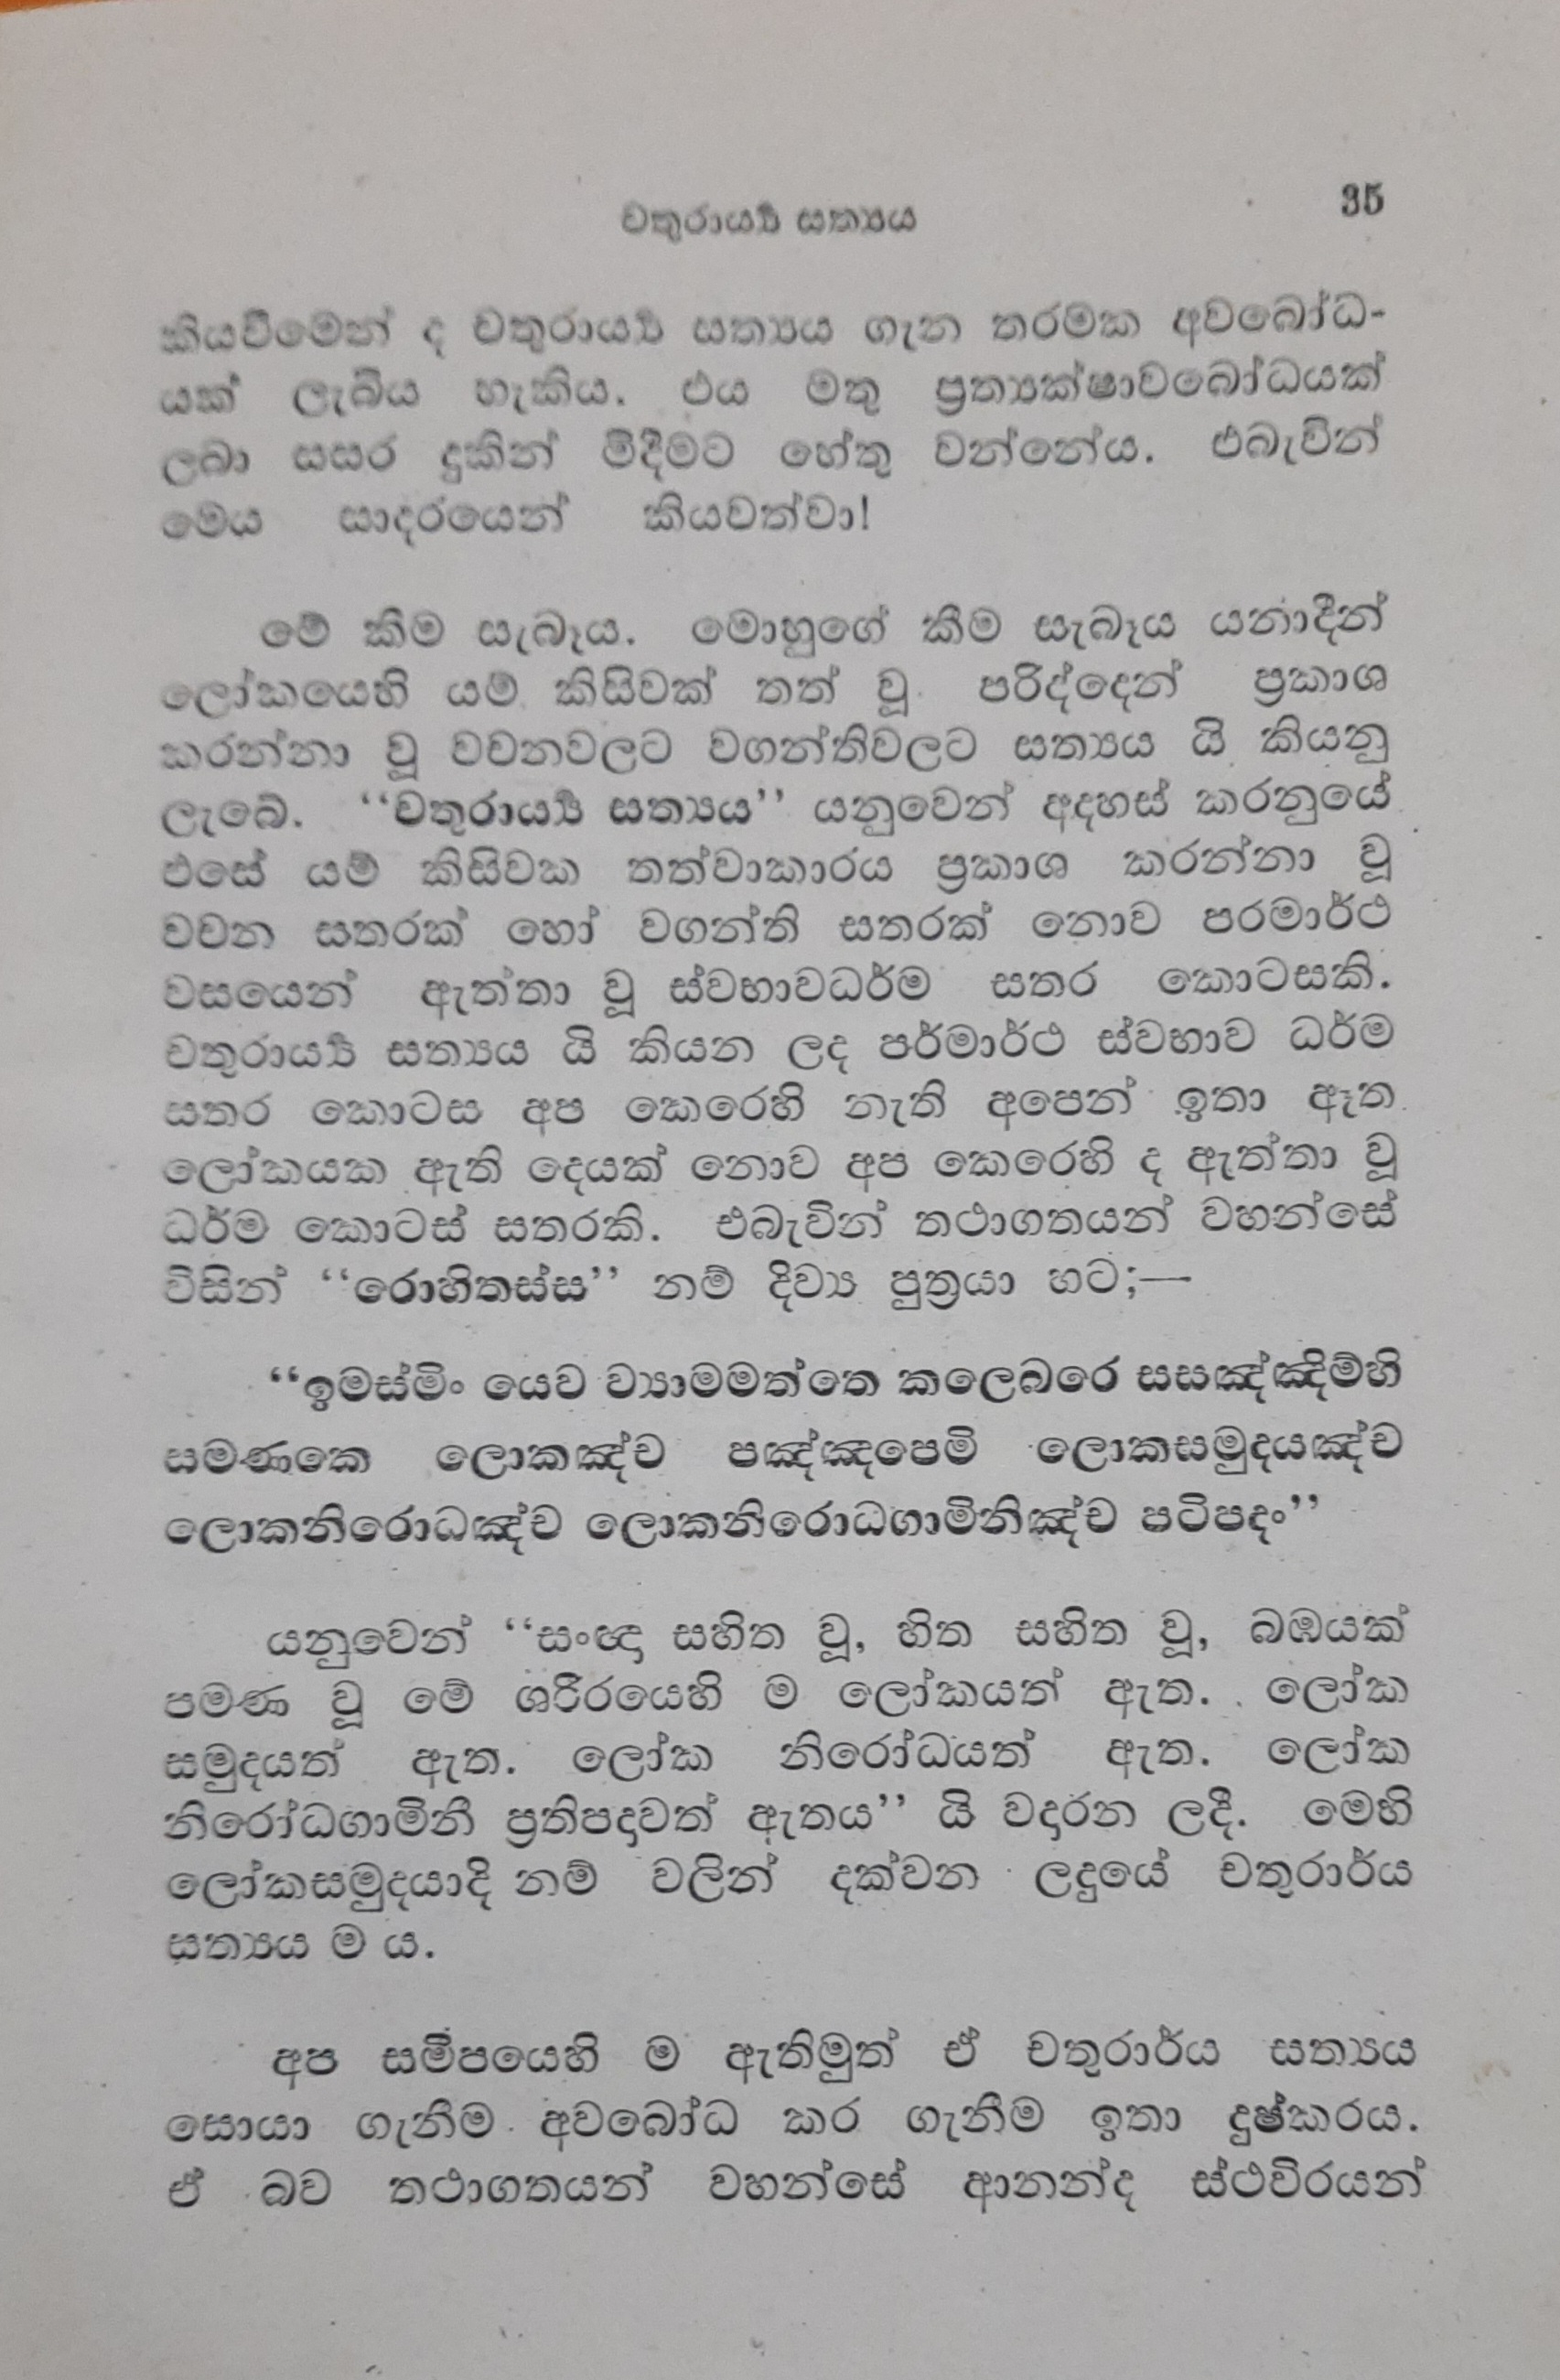 චතුරාර්‍ය්‍ය සත්‍යය
35
කියවීමෙන් ද චතුරාර්‍ය්‍ය සත්‍යය ගැන තරමක අවබෝධ-
යක් ලැබිය හැකිය. එය මතු ප්‍රත්‍යක්ෂාවබෝධයක්
ලබා සසර දුකින් මිදීමට හේතු වන්නේය. එබැවින්
මෙය සාදරයෙන් කියවත්වා!
මේ කීම සැබෑය. මොහුගේ කීම සැබෑය යනාදීන්
ලෝකයෙහි යම් කිසිවක් තත් වූ පරිද්දෙන් ප්‍රකාශ
කරන්නා වූ වචනවලට වගන්තිවලට සත්‍යය යි කියනු
ලැබේ. “චතුරාර්‍ය්‍ය සත්‍යය” යනුවෙන් අදහස් කරනුයේ
එසේ යම් කිසිවක තත්වාකාරය ප්‍රකාශ කරන්නා වූ
වචන සතරක් හෝ වගන්ති සතරක් නොව පරමාර්ථ
වසයෙන් ඇත්තා වූ ස්වභාවධර්ම සතර කොටසකි.
චතුරාර්‍ය්‍ය සත්‍යය යි කියන ලද පර්මාර්ථ ස්වභාව ධර්ම
සතර කොටස අප කෙරෙහි නැති අපෙන් ඉතා ඈත
ලෝකයක ඇති දෙයක් නොව අප කෙරෙහි ද ඇත්තා වූ
ධර්ම කොටස් සතරකි. එබැවින් තථාගතයන් වහන්සේ
විසින් “රොහිතස්ස” නම් දිව්‍ය පුත්‍රයා හට;—
“ඉමස්මිං යෙව ව්‍යාමමත්තෙ කලෙබරෙ සසඤ්ඤිම්හි
සමණකෙ ලොකඤ්ච පඤ්ඤපෙමි ලොකසමුදයඤ්ච
ලොකනිරොධඤ්ච ලොකනිරොධගාමිනිඤ්ච පටිපදං”
යනුවෙන් “සංඥා සහිත වූ, හිත සහිත වූ, බඹයක්
පමණ වූ මේ ශරීරයෙහි ම ලෝකයත් ඇත. ලෝක
සමුදයත් ඇත. ලෝක නිරෝධයත් ඇත. ලෝක
නිරෝධගාමිනී ප්‍රතිපදාවත් ඇතය” යි වදාරන ලදී. මෙහි
ලෝකසමුදයාදි නම් වලින් දක්වන ලදුයේ චතුරාර්ය
සත්‍යය ම ය.
අප සමීපයෙහි ම ඇතිමුත් ඒ චතුරාර්ය සත්‍යය
සොයා ගැනීම අවබෝධ කර ගැනීම ඉතා දුෂ්කරය.
ඒ බව තථාගතයන් වහන්සේ ආනන්ද ස්ථවිරයන්